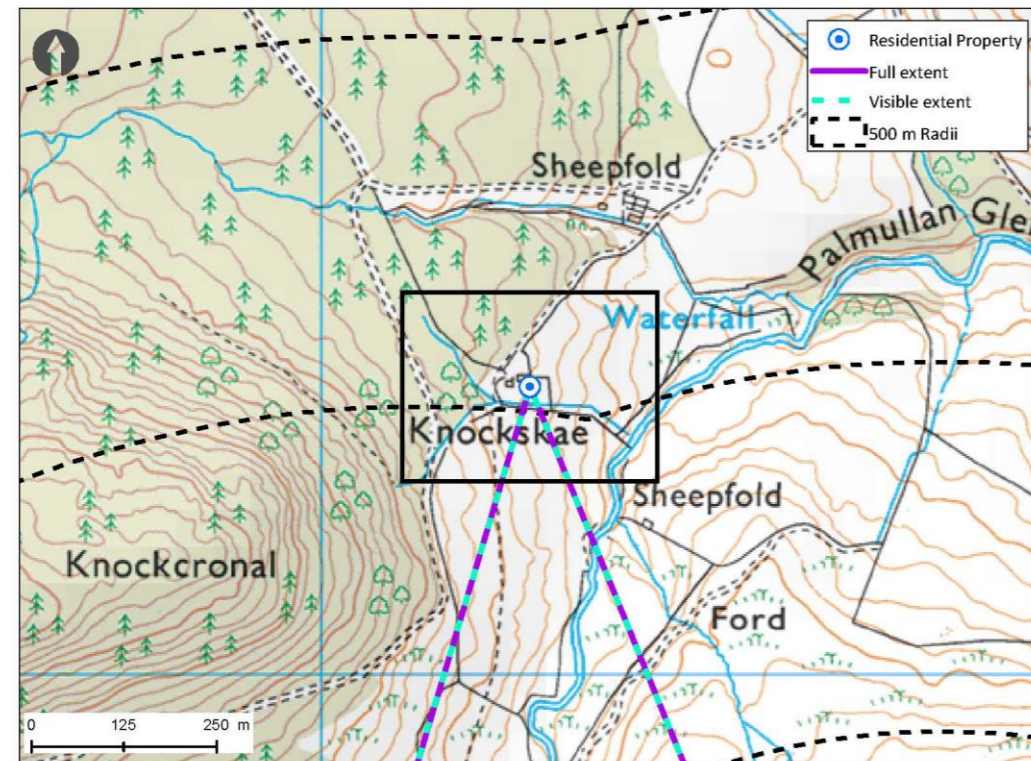 Residential Property
Full extent
Visible extent
500 m Radii
Sheepfold
Palmullan Gle
Waterfall
Knockskae
Sheepfold
Knockcronal
Ford
0 125 250 m